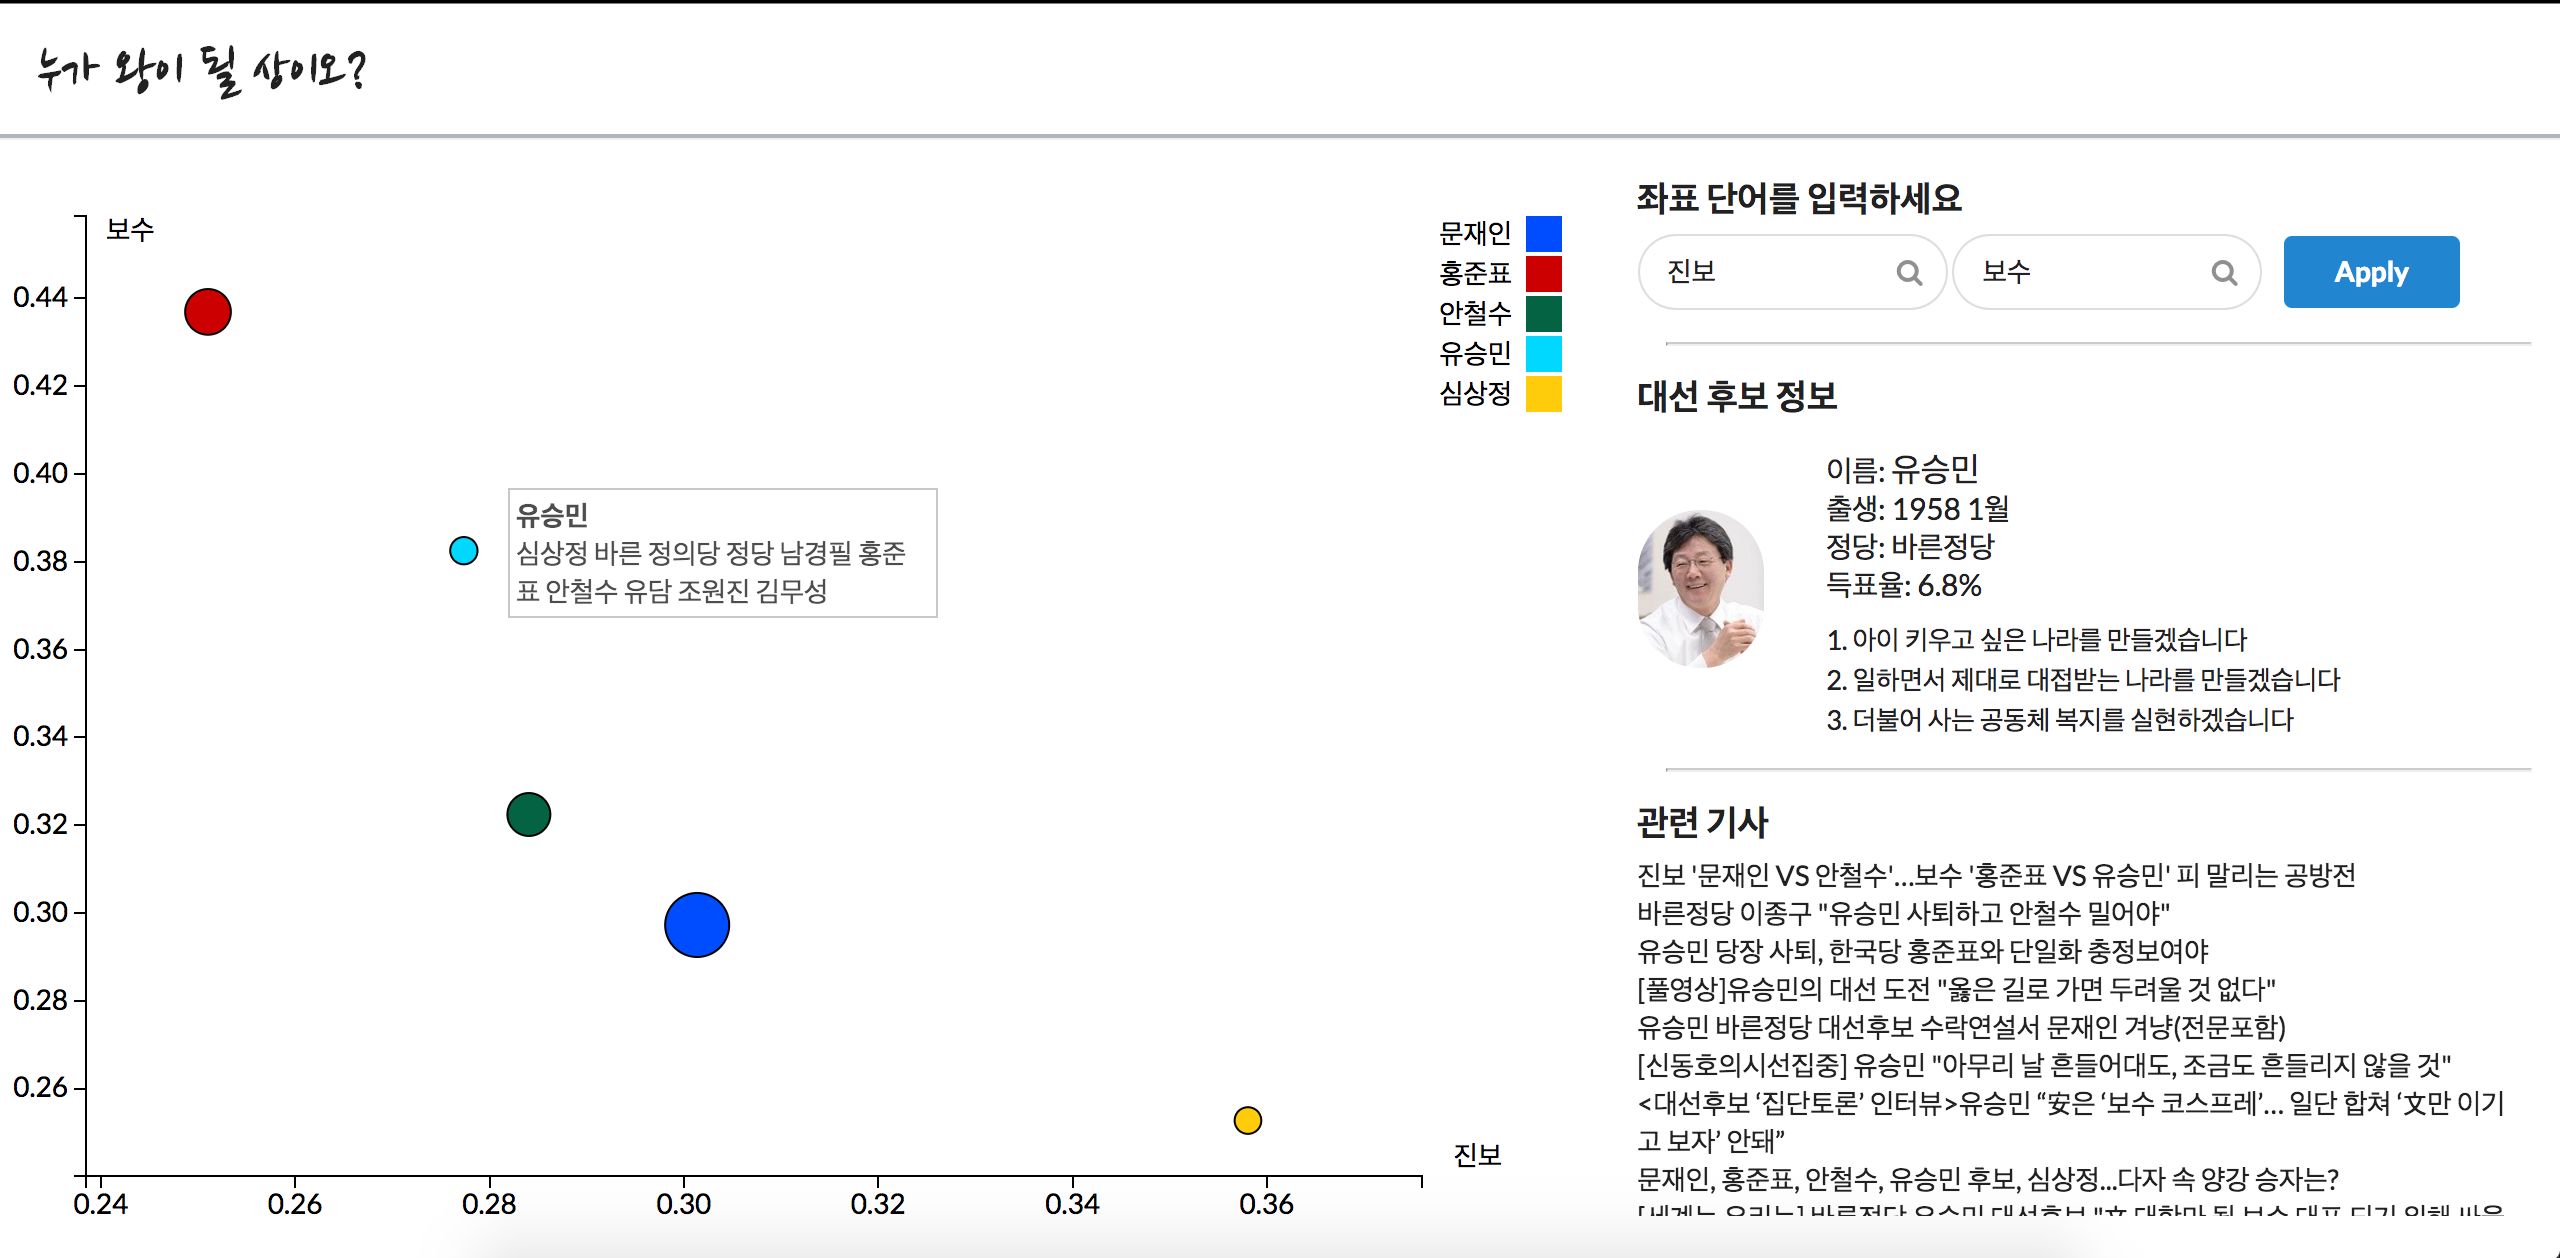 누가 왕이 될 상이오?
보수
0.44
0.42
0.40
0.38
0.36
0.34
0.32
0.30
0.28
0.26
0.24
0.26
0.28
0.30
0.32
0.34
0.36
진보
문재인
홍준표
안철수
유승민
심상정
유승민
심상정 바른 정의당 정당 남경필 홍준
표 안철수 유담 조원진 김무성
좌표 단어를 입력하세요
진보
보수
Apply
대선 후보 정보
이름: 유승민
출생: 1958 1월
정당: 바른정당
득표율: 6.8%
1. 아이 키우고 싶은 나라를 만들겠습니다
2. 일하면서 제대로 대접받는 나라를 만들겠습니다
3. 더불어 사는 공동체 복지를 실현하겠습니다
관련 기사
진보 '문재인 VS 안철수'...보수 '홍준표 VS 유승민' 피 말리는 공방전
바른정당 이종구 "유승민 사퇴하고 안철수 밀어야"
유승민 당장 사퇴, 한국당 홍준표와 단일화 충정보여야
[풀영상]유승민의 대선 도전 "옳은 길로 가면 두려울 것 없다"
유승민 바른정당 대선후보 수락연설서 문재인 겨냥(전문포함)
[신동호의시선집중] 유승민 "아무리 날 흔들어대도, 조금도 흔들리지 않을 것"
<대선후보 ‘집단토론’ 인터뷰>유승민 “安은 ‘보수 코스프레’… 일단 합쳐 ‘文만 이기
고 보자’ 안돼”
문재인, 홍준표, 안철수, 유승민 후보, 심상정...다자 속 양강 승자는?